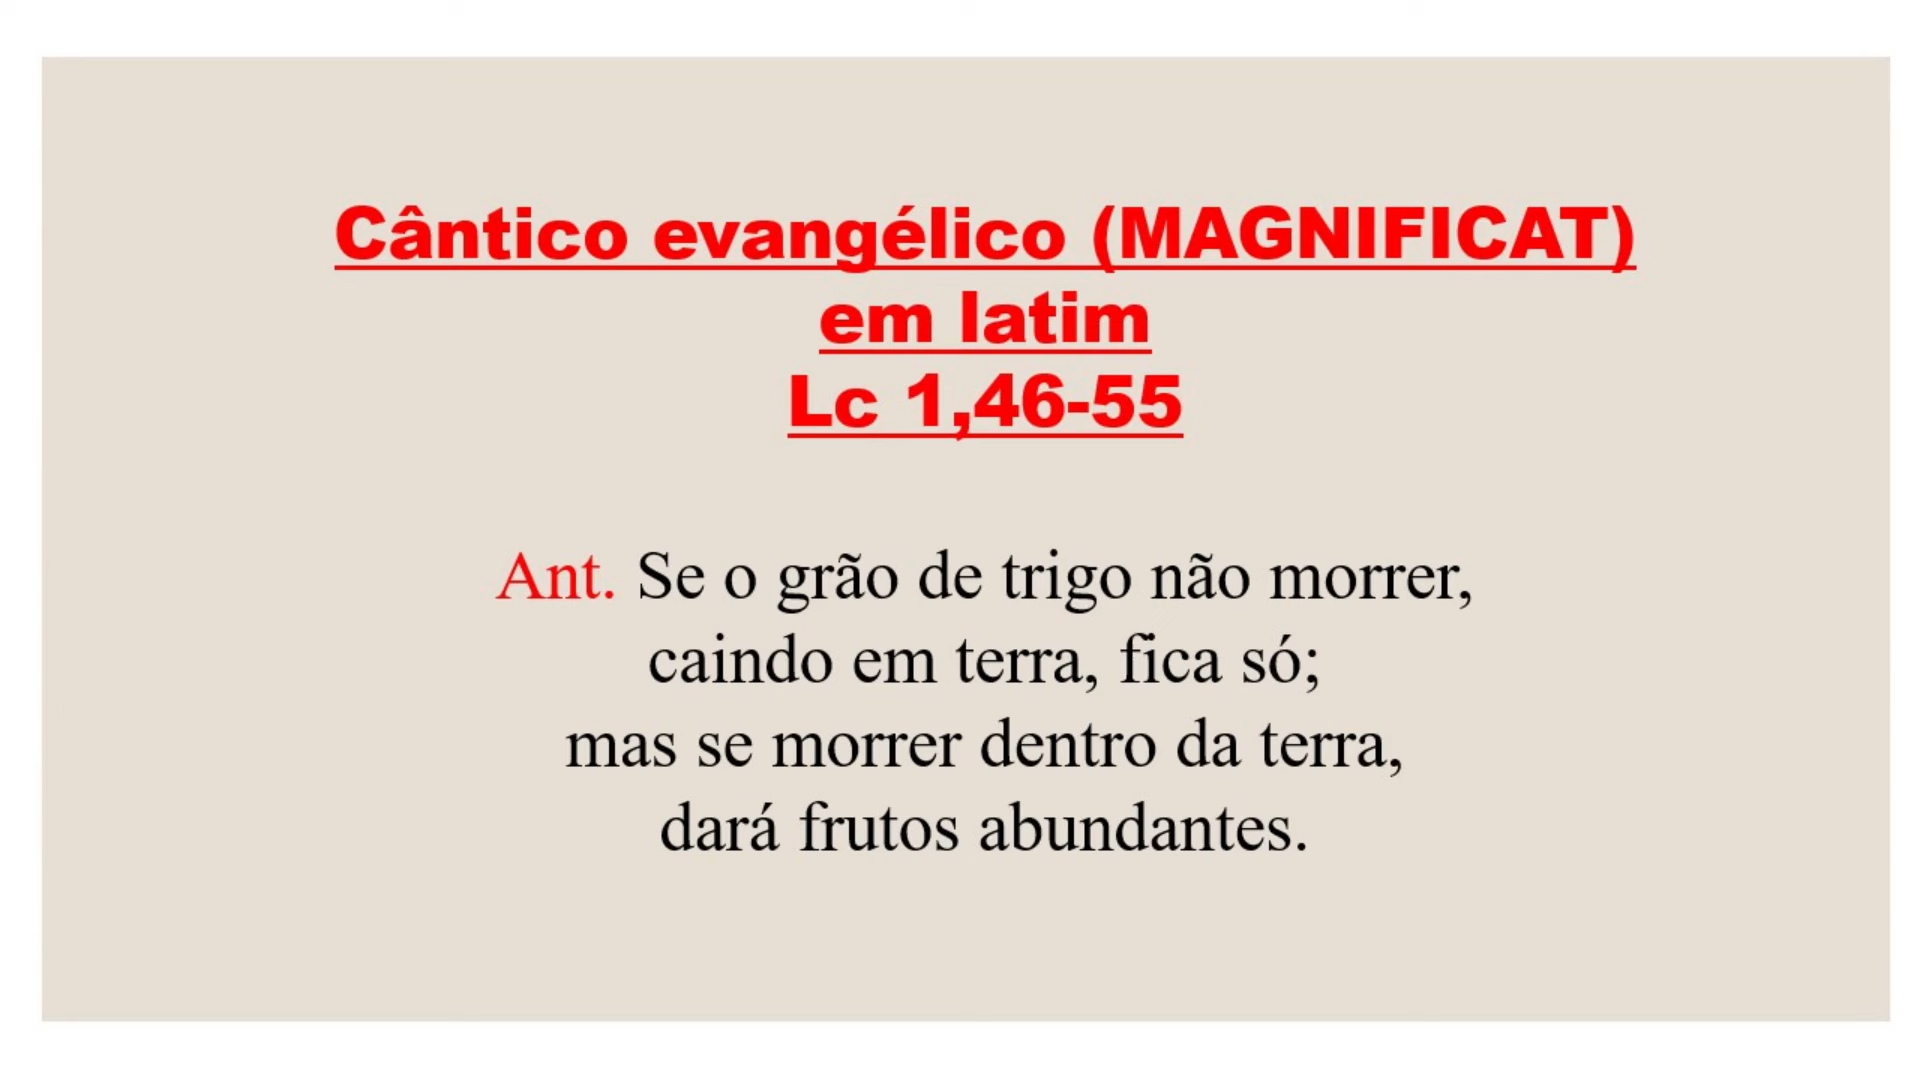 Cântico evangélico (MAGNIFICAT)
em latim
Lc 1,46-55
Ant. Se o grão de trigo não morrer,
caindo em terra, fica só;
mas se morrer dentro da terra,
dará frutos abundantes.